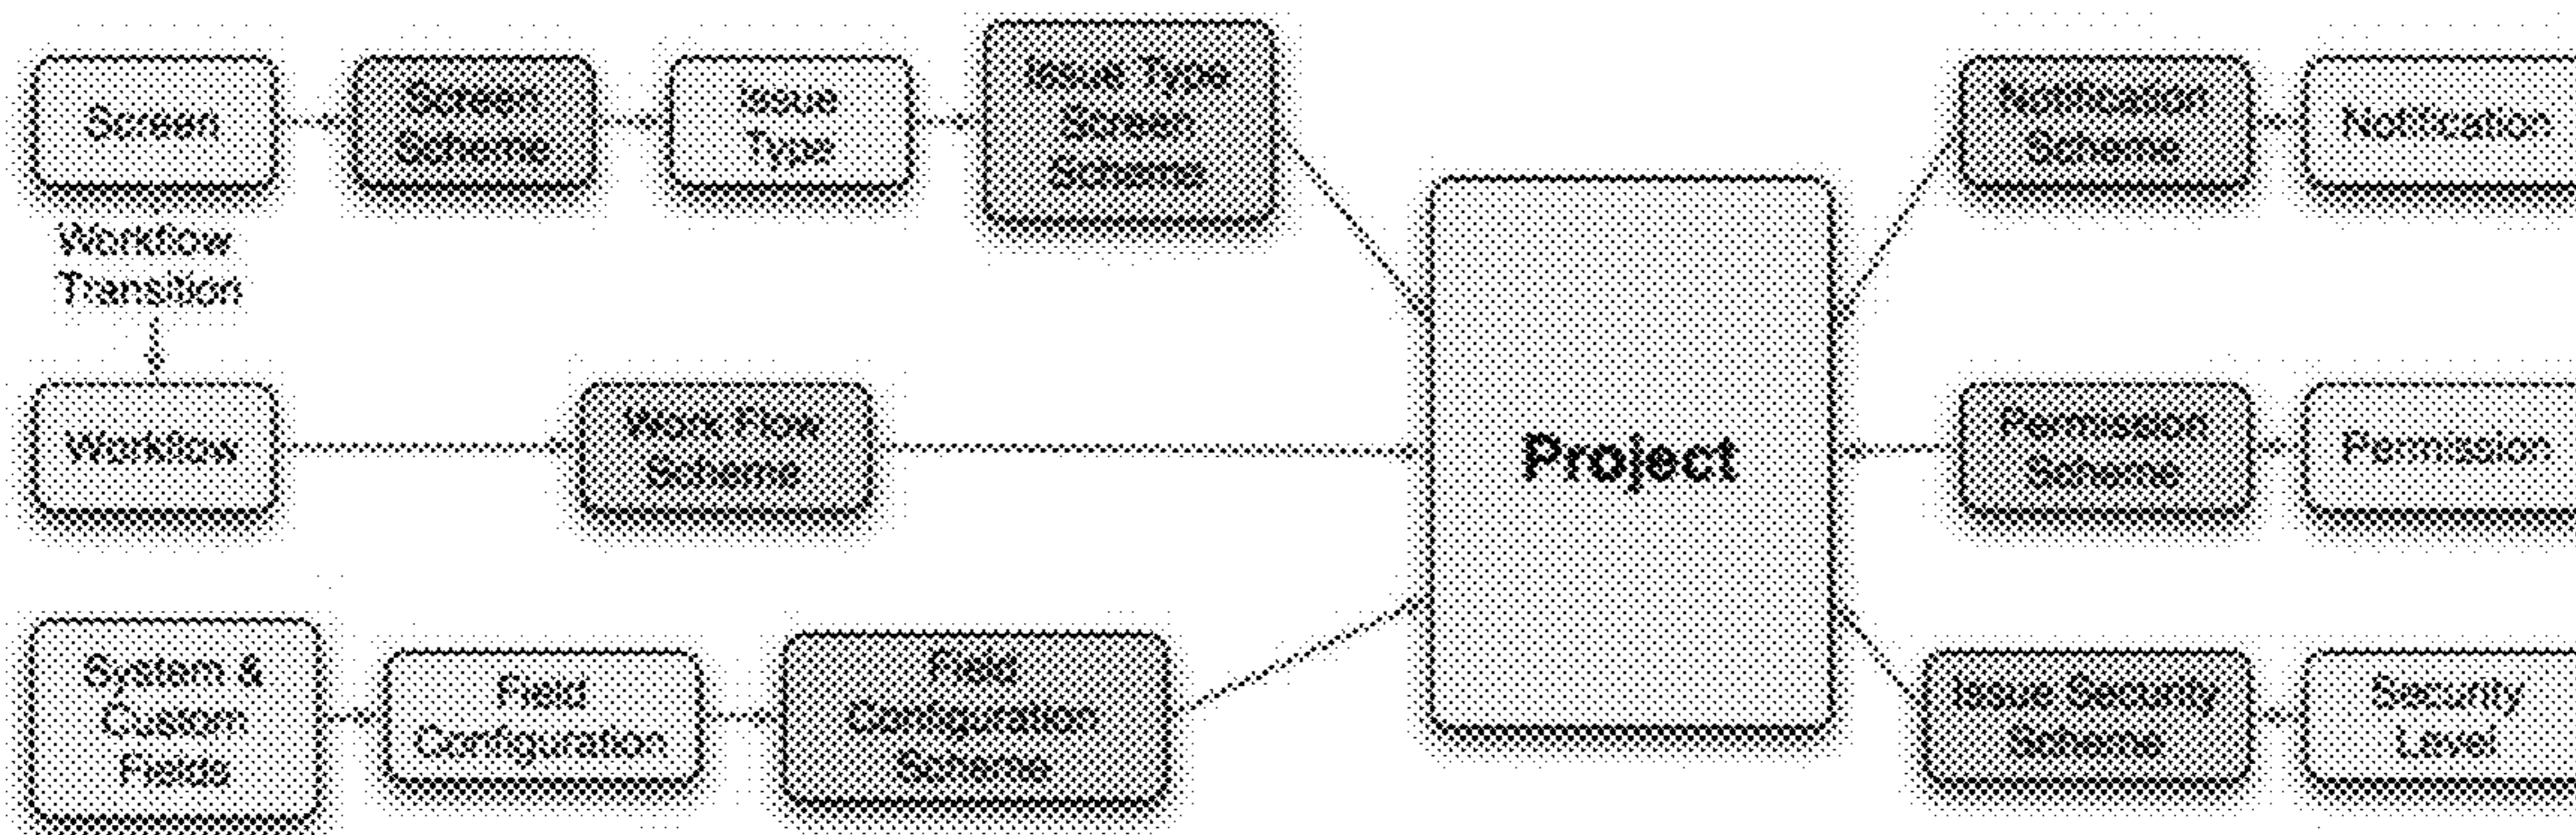 Screen
Screen
Scheme
Issue
Type
Issue Type
Screen
Scheme
Notification
Scheme
Notification
Workflow
Transition
Workflow
Work Flow
Scheme
Project
Permission
Scheme
Permission
System &
Custom
Fields
Field
Configuration
Field
Configuration
Scheme
Issue Security
Scheme
Security
Level